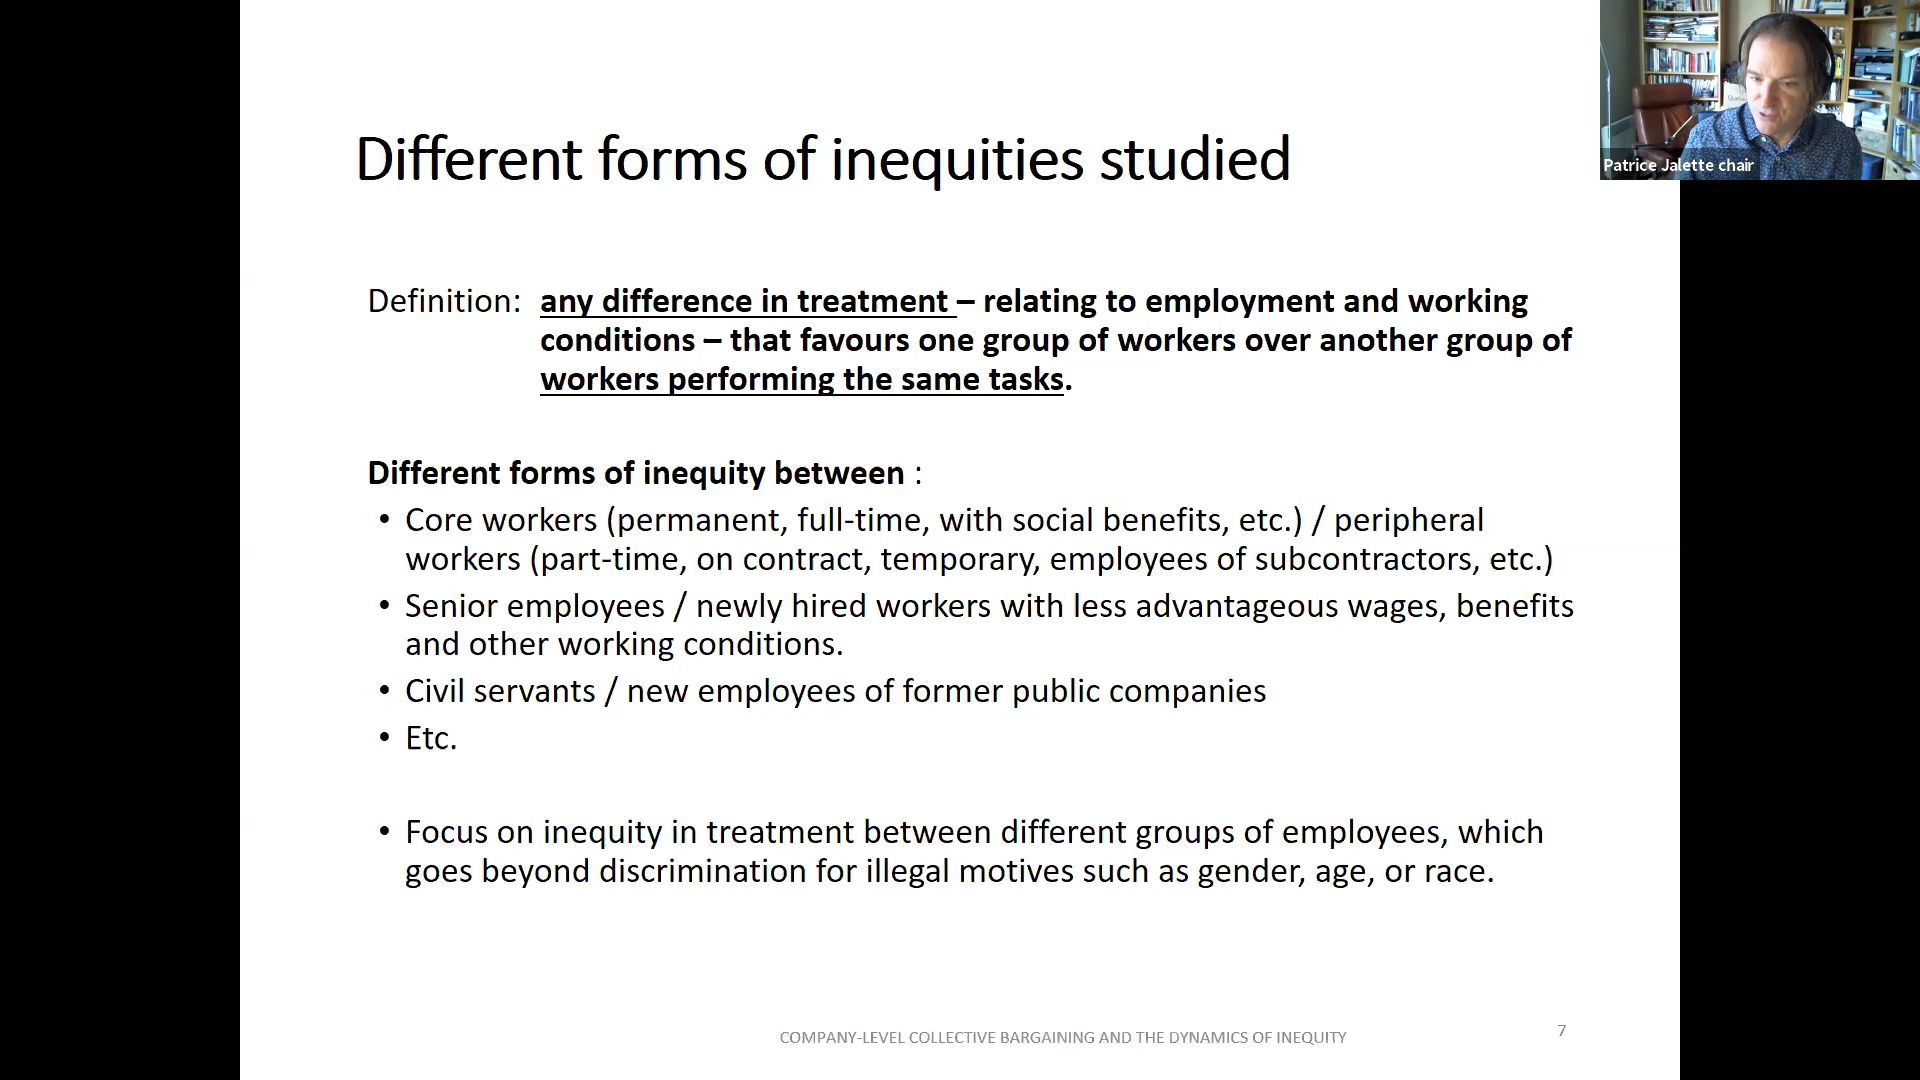 Different forms of inequities studied
Patrice Jalette chair
Definition: any difference in treatment – relating to employment and working
conditions – that favours one group of workers over another group of
workers performing the same tasks.
Different forms of inequity between :
• Core workers (permanent, full-time, with social benefits, etc.) / peripheral
workers (part-time, on contract, temporary, employees of subcontractors, etc.)
• Senior employees / newly hired workers with less advantageous wages, benefits
and other working conditions.
• Civil servants / new employees of former public companies
• Etc.
• Focus on inequity in treatment between different groups of employees, which
goes beyond discrimination for illegal motives such as gender, age, or race.
COMPANY-LEVEL COLLECTIVE BARGAINING AND THE DYNAMICS OF INEQUITY
7